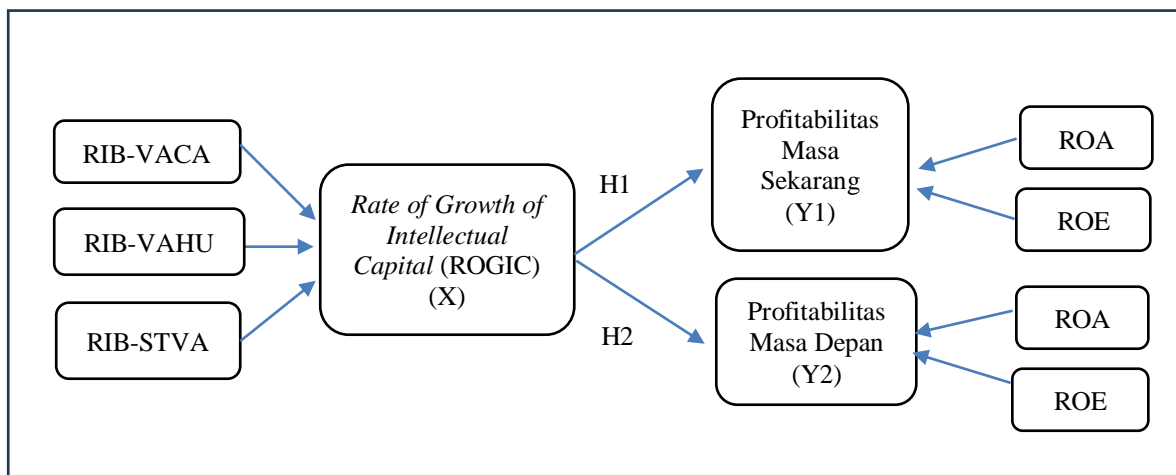 RIB-VACA
RIB-VAHU
RIB-STVA
Rate of Growth of
Intellectual
Capital (ROGIC)
(X)
H1
H2
Profitabilitas
Masa
Sekarang
(Y1)
ROA
ROE
Profitabilitas
Masa Depan
(Y2)
ROA
ROE